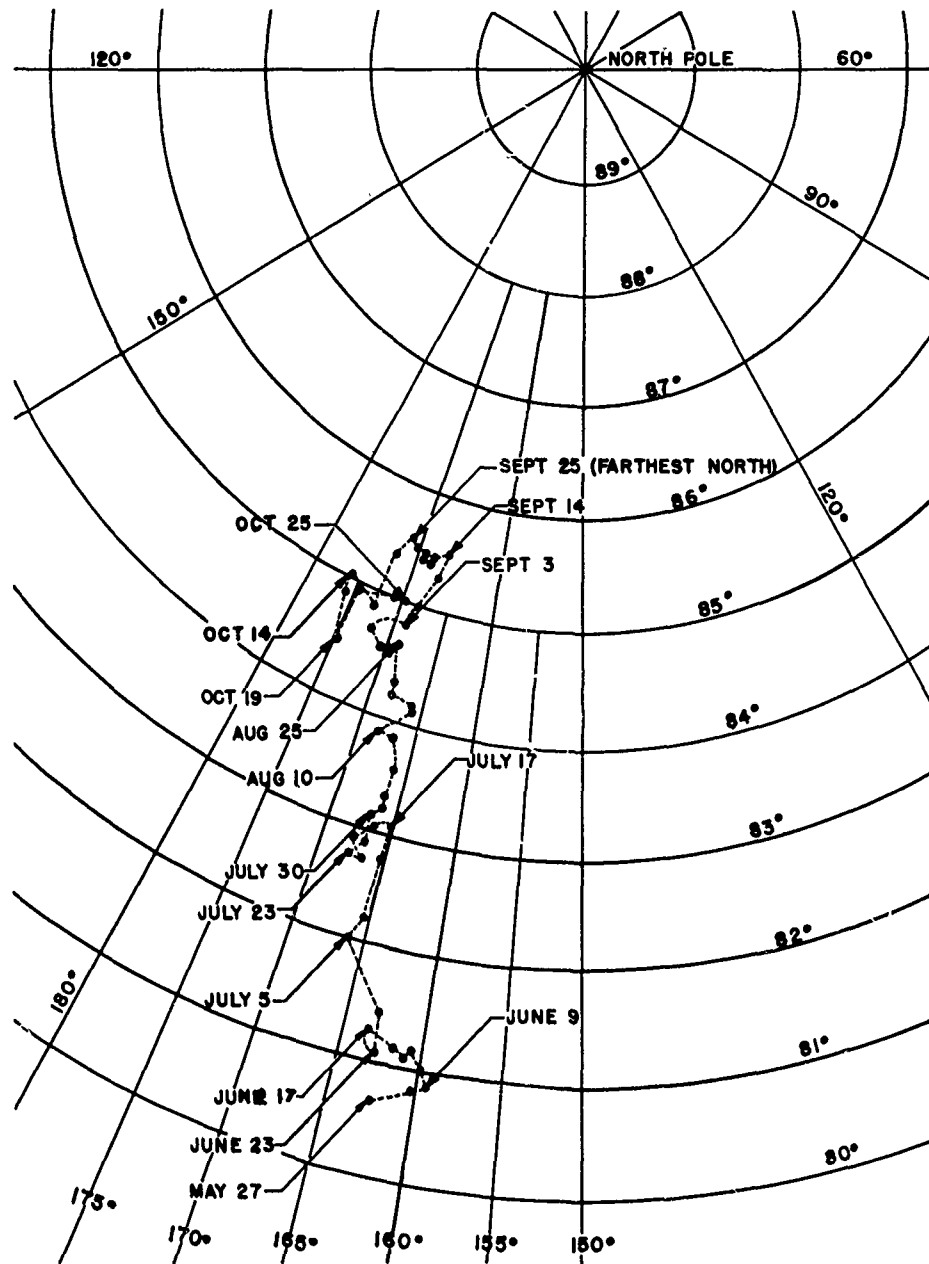 120°
NORTH POLE
60°
89°
90°
88°
150°
87°
SEPT 25 (FARTHEST NORTH)
86°
SEPT 14
120°
OCT 25
SEPT 3
85°
OCT 14
OCT 19
84°
AUG 25
JULY 17
AUG 10
83°
JULY 30
JULY 23
82°
180°
JULY 5
JUNE 9
81°
JUNE 17
JUNE 23
80°
MAY 27
175°
170°
165°
160°
155°
150°